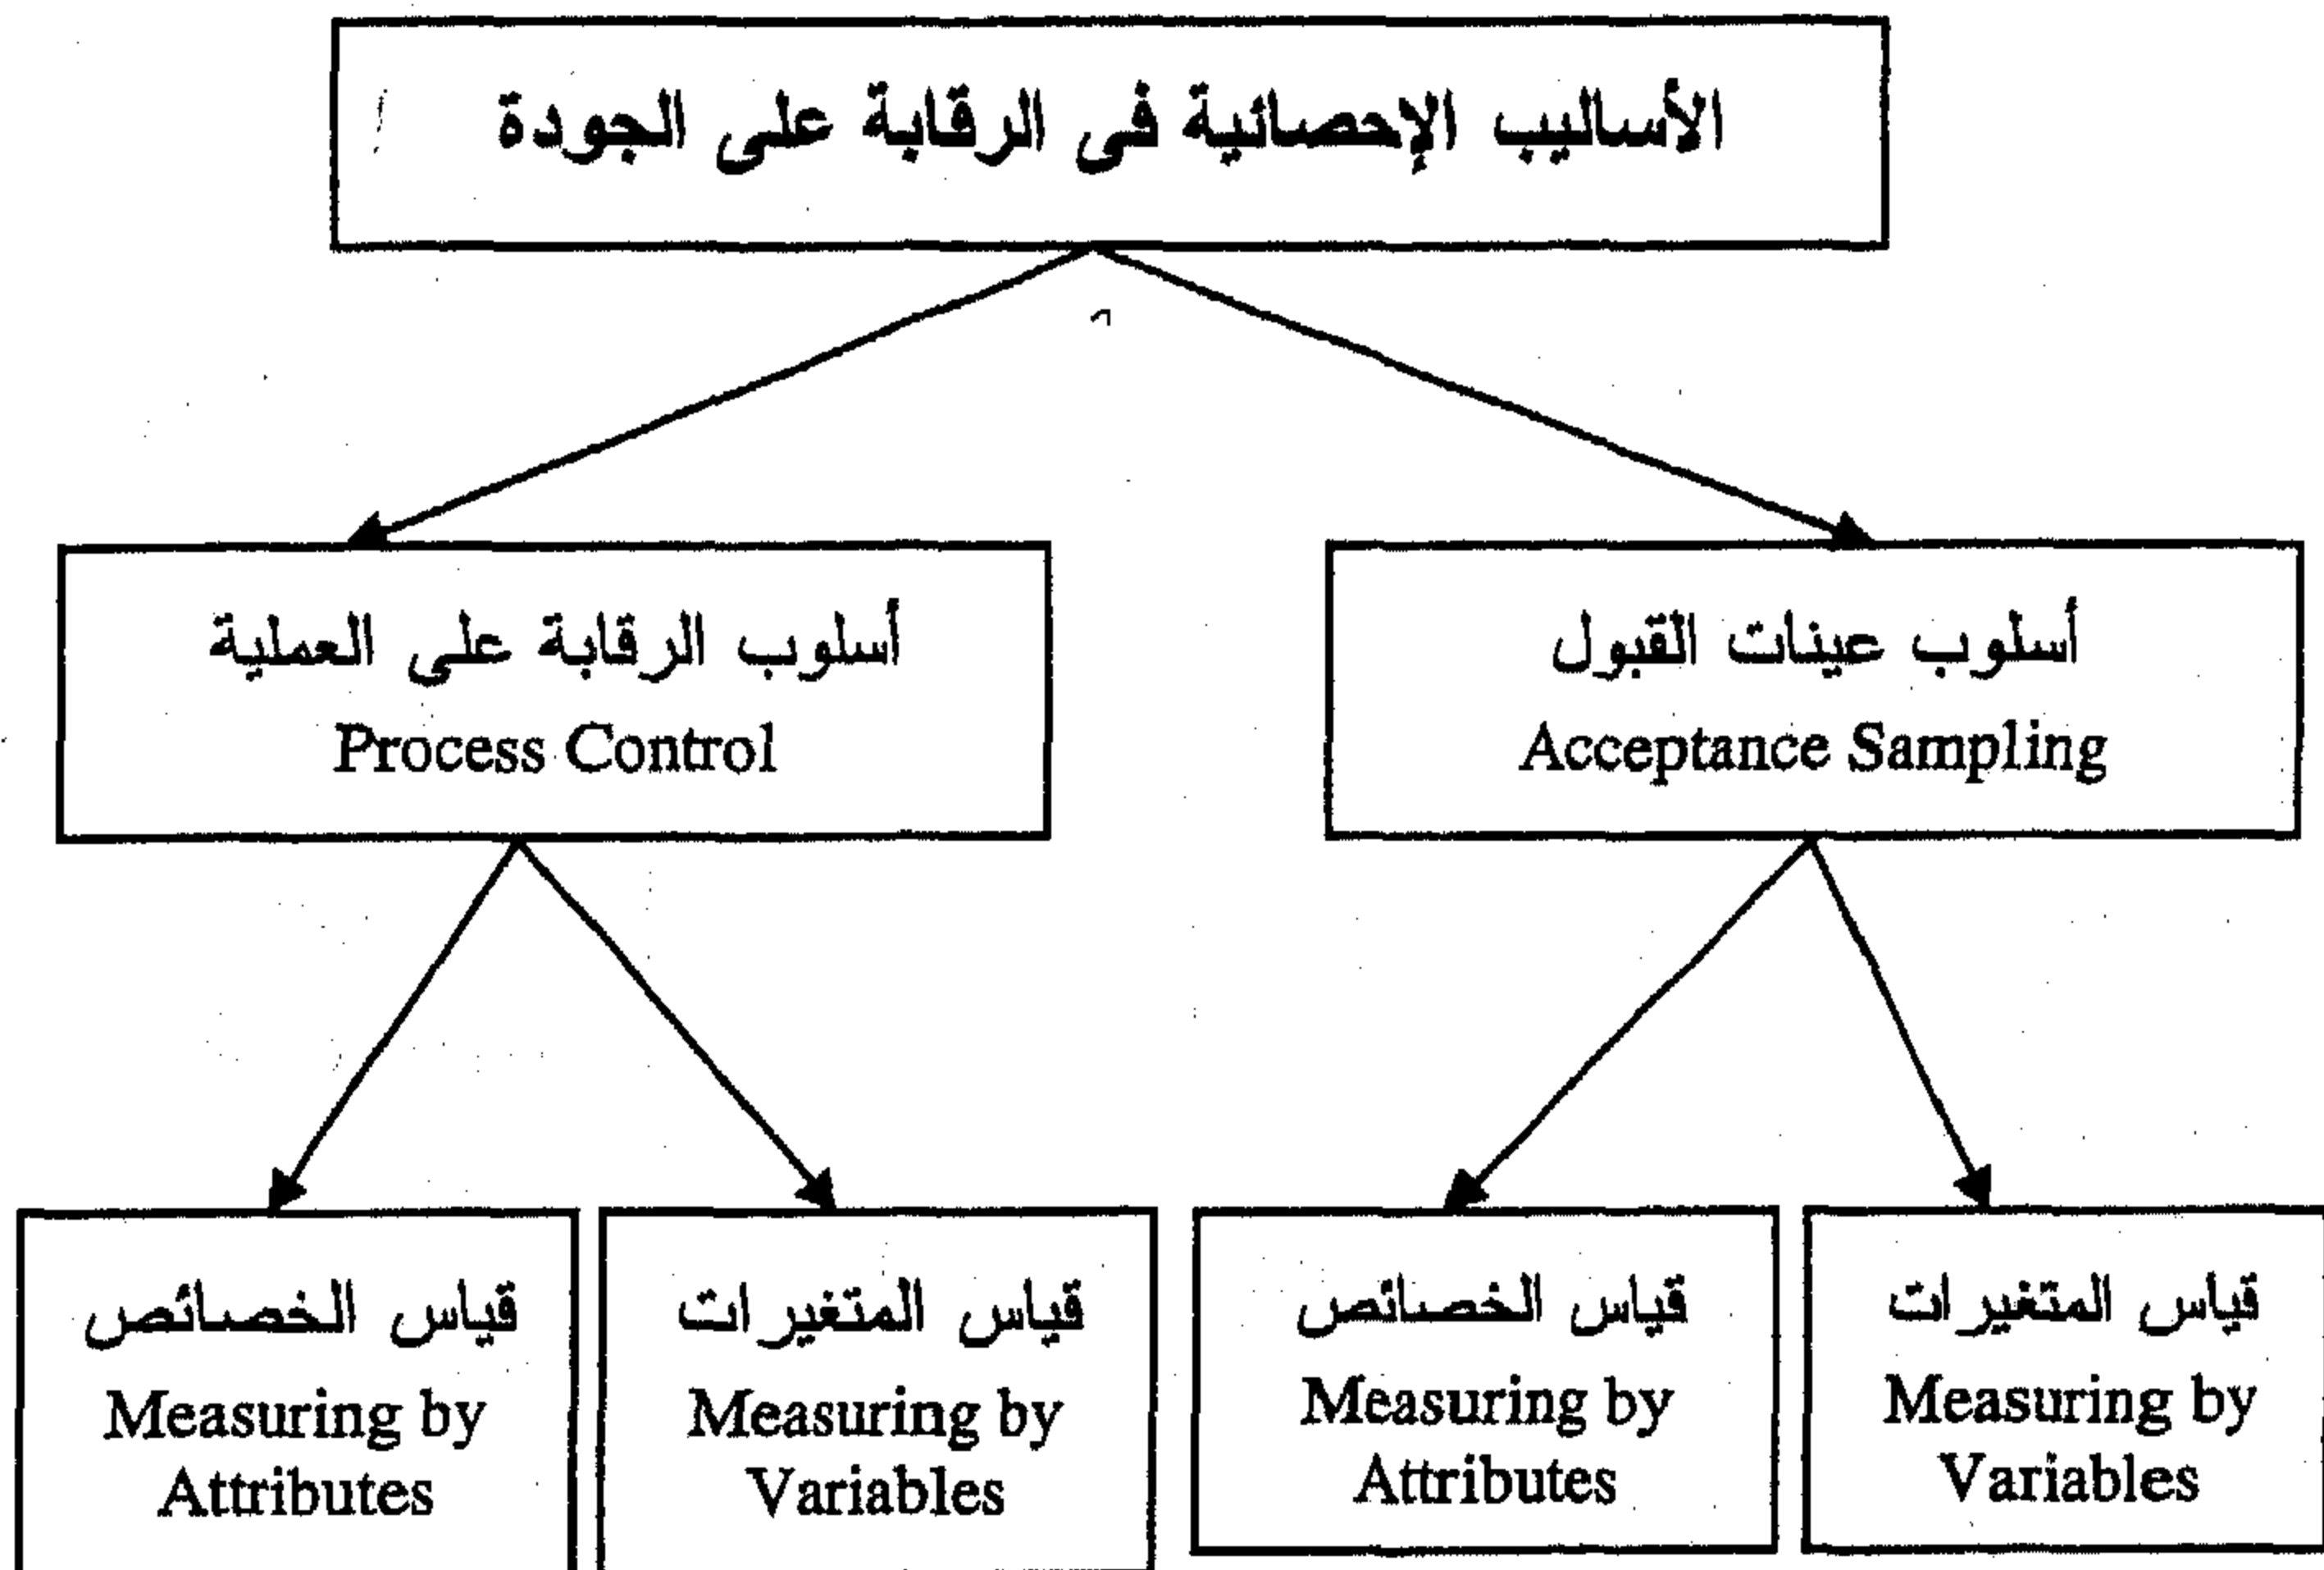 الأساليب الإحصائية فى الرقابة على الجودة
أسلوب عينات القبول
Acceptance Sampling
أسلوب الرقابة على العملية
Process Control
قياس المتغيرات
Measuring by
Variables
قياس الخصائص
Measuring by
Attributes
قياس المتغيرات
Measuring by
Variables
قياس الخصائص
Measuring by
Attributes